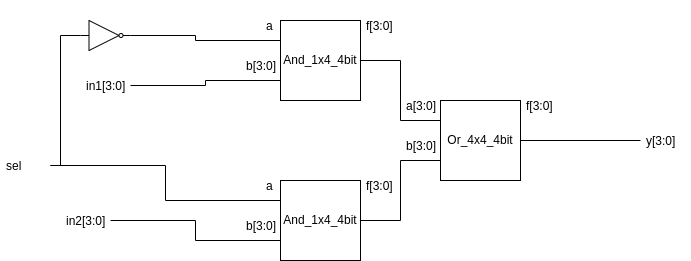 a
f[3:0]
And_1x4_4bit
b[3:0]
in1[3:0]
a[3:0]
f[3:0]
Or_4x4_4bit
y[3:0]
b[3:0]
sel
a
f[3:0]
And_1x4_4bit
in2[3:0]
b[3:0]